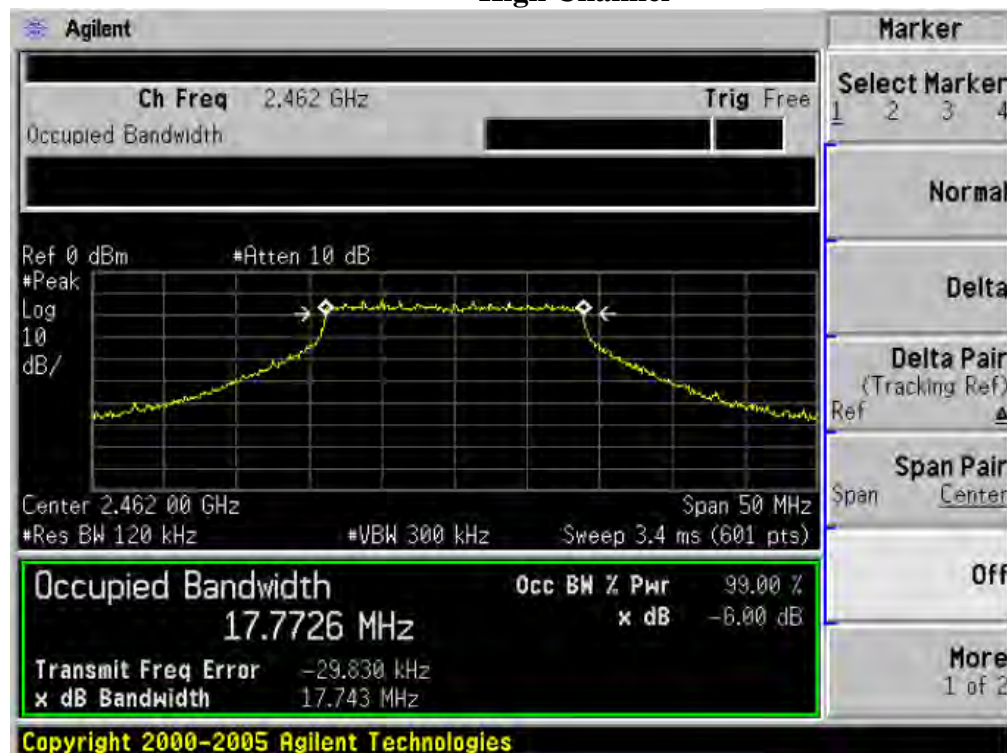 Agilent
Marker
Ch Freq 2.462 GHz Trig Free
Occupied Bandwidth
Select Marker
1 2 3 4
Normal
Delta
Delta Pair
(Tracking Ref)
Ref Δ
Span Pair
Span Center
Off
More
1 of 2
Ref 0 dBm #Atten 10 dB
#Peak
Log
10
dB/
Center 2.462 00 GHz Span 50 MHz
#Res BW 120 kHz #VBW 300 kHz Sweep 3.4 ms (601 pts)
Occupied Bandwidth Occ BW % Pwr 99.00 %
17.7726 MHz x dB -6.00 dB
Transmit Freq Error -29.830 kHz
x dB Bandwidth 17.743 MHz
Copyright 2000-2005 Agilent Technologies